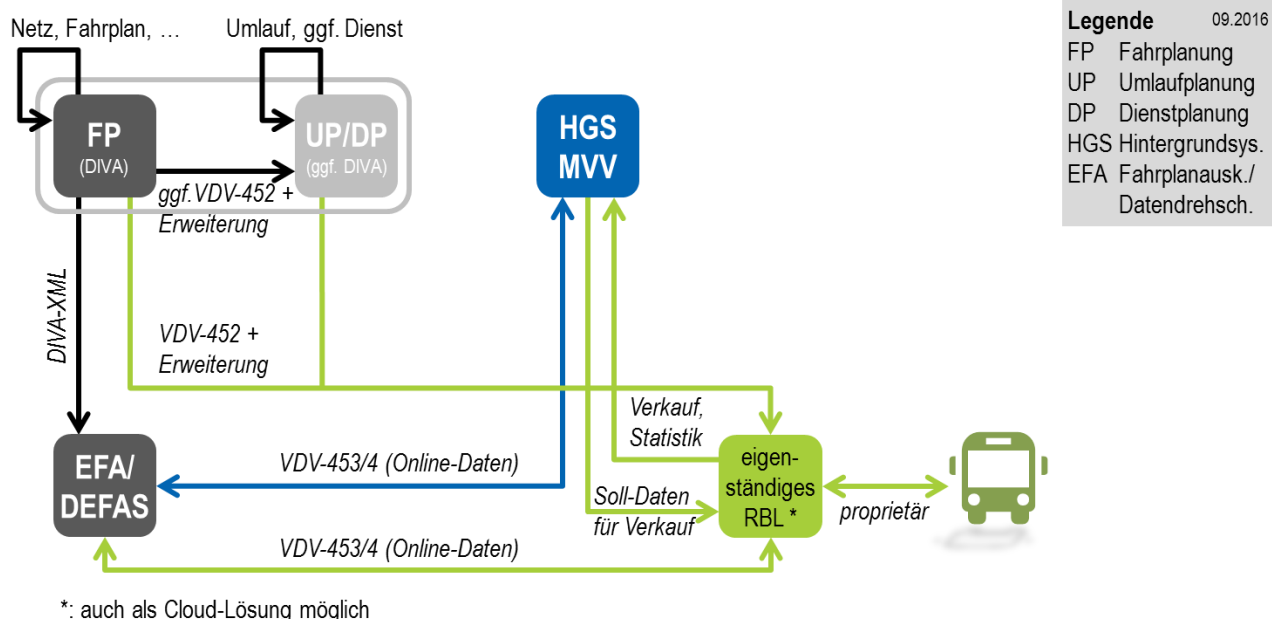 Netz, Fahrplan, …
Umlauf, ggf. Dienst
Legende 09.2016
FP Fahrplanung
UP Umlaufplanung
DP Dienstplanung
HGS Hintergrundsys.
EFA Fahrplanausk./
Datendrehsch.
FP
(DIVA)
UP/DP
(ggf. DIVA)
HGS
MVV
ggf.VDV-452 +
Erweiterung
DIVA-XML
VDV-452 +
Erweiterung
Verkauf,
Statistik
EFA/
DEFAS
VDV-453/4 (Online-Daten)
Soll-Daten
für Verkauf
eigen-
ständiges
RBL *
proprietär
VDV-453/4 (Online-Daten)
*: auch als Cloud-Lösung möglich